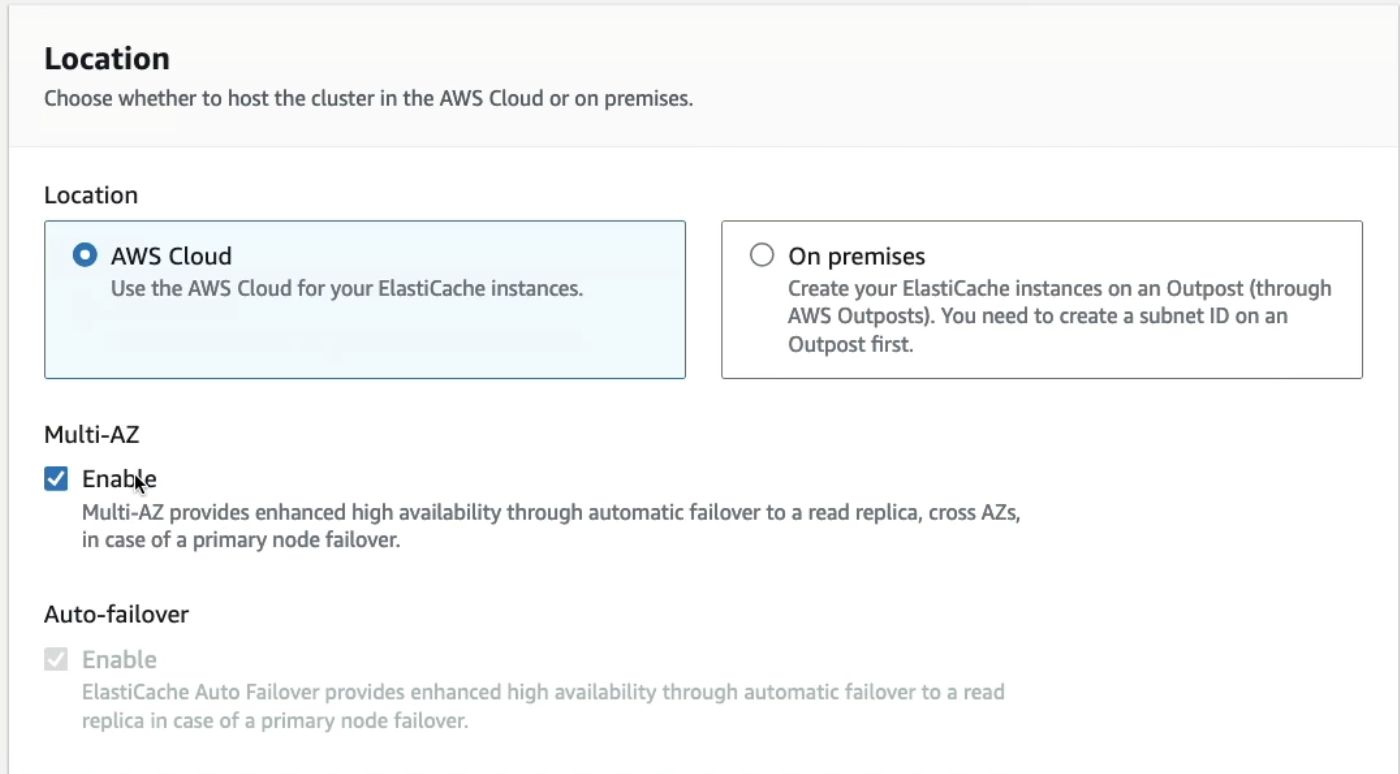 Location
Choose whether to host the cluster in the AWS Cloud or on premises.
Location
AWS Cloud
Use the AWS Cloud for your ElastiCache instances.
On premises
Create your ElastiCache instances on an Outpost (through
AWS Outposts). You need to create a subnet ID on an
Outpost first.
Multi-AZ
Enable
Multi-AZ provides enhanced high availability through automatic failover to a read replica, cross AZs,
in case of a primary node failover.
Auto-failover
Enable
ElastiCache Auto Failover provides enhanced high availability through automatic failover to a read
replica in case of a primary node failover.